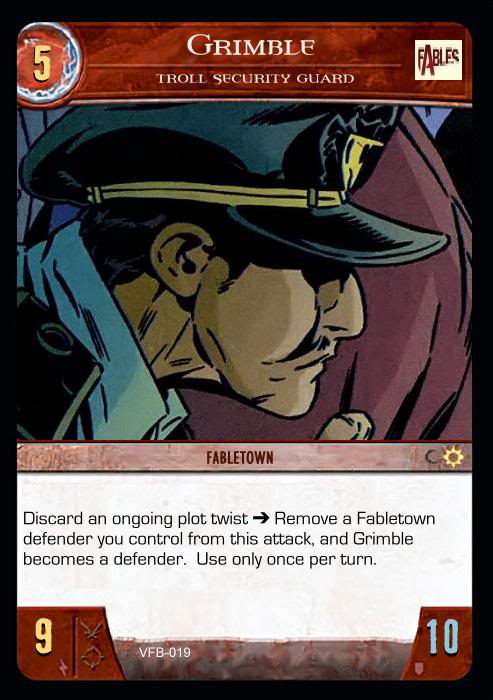 5
GRIMBLE
TROLL SECURITY GUARD
FABLES
FABLETOWN
Discard an ongoing plot twist ➔ Remove a Fabletown
defender you control from this attack, and Grimble
becomes a defender. Use only once per turn.
9
VFB-019
10